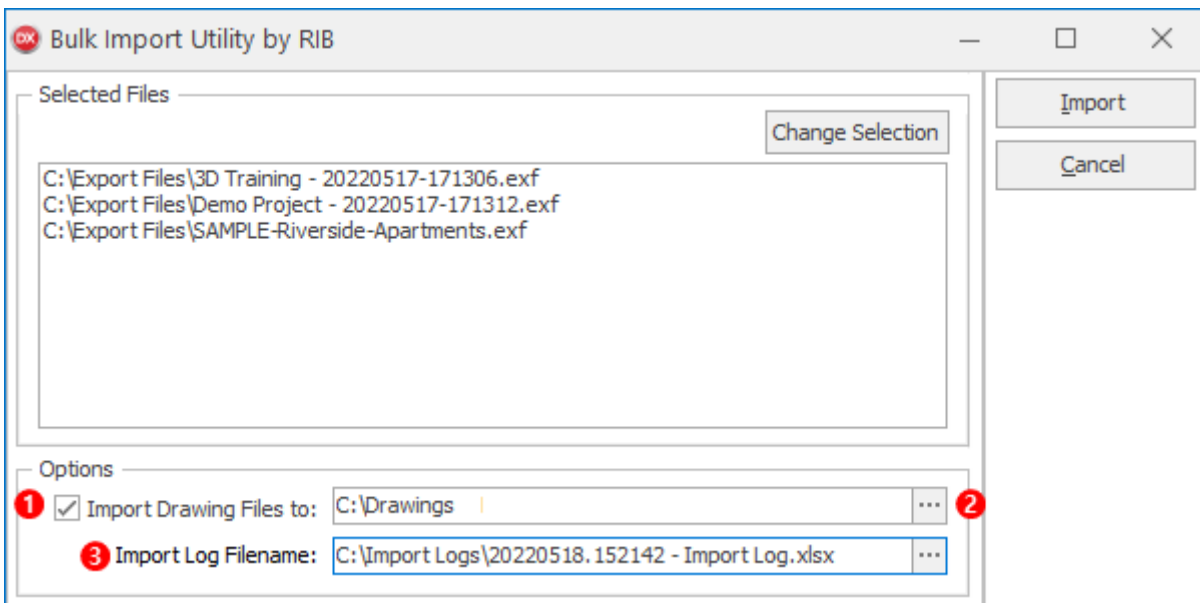 DX Bulk Import Utility by RIB
Selected Files
Import
Change Selection
Cancel
C:\Export Files\3D Training - 20220517-171306.exf
C:\Export Files\Demo Project - 20220517-171312.exf
C:\Export Files\SAMPLE-Riverside-Apartments.exf
Options
1 Import Drawing Files to: C:\Drawings ... 2
3 Import Log Filename: C:\Import Logs\20220518.152142 - Import Log.xlsx ...